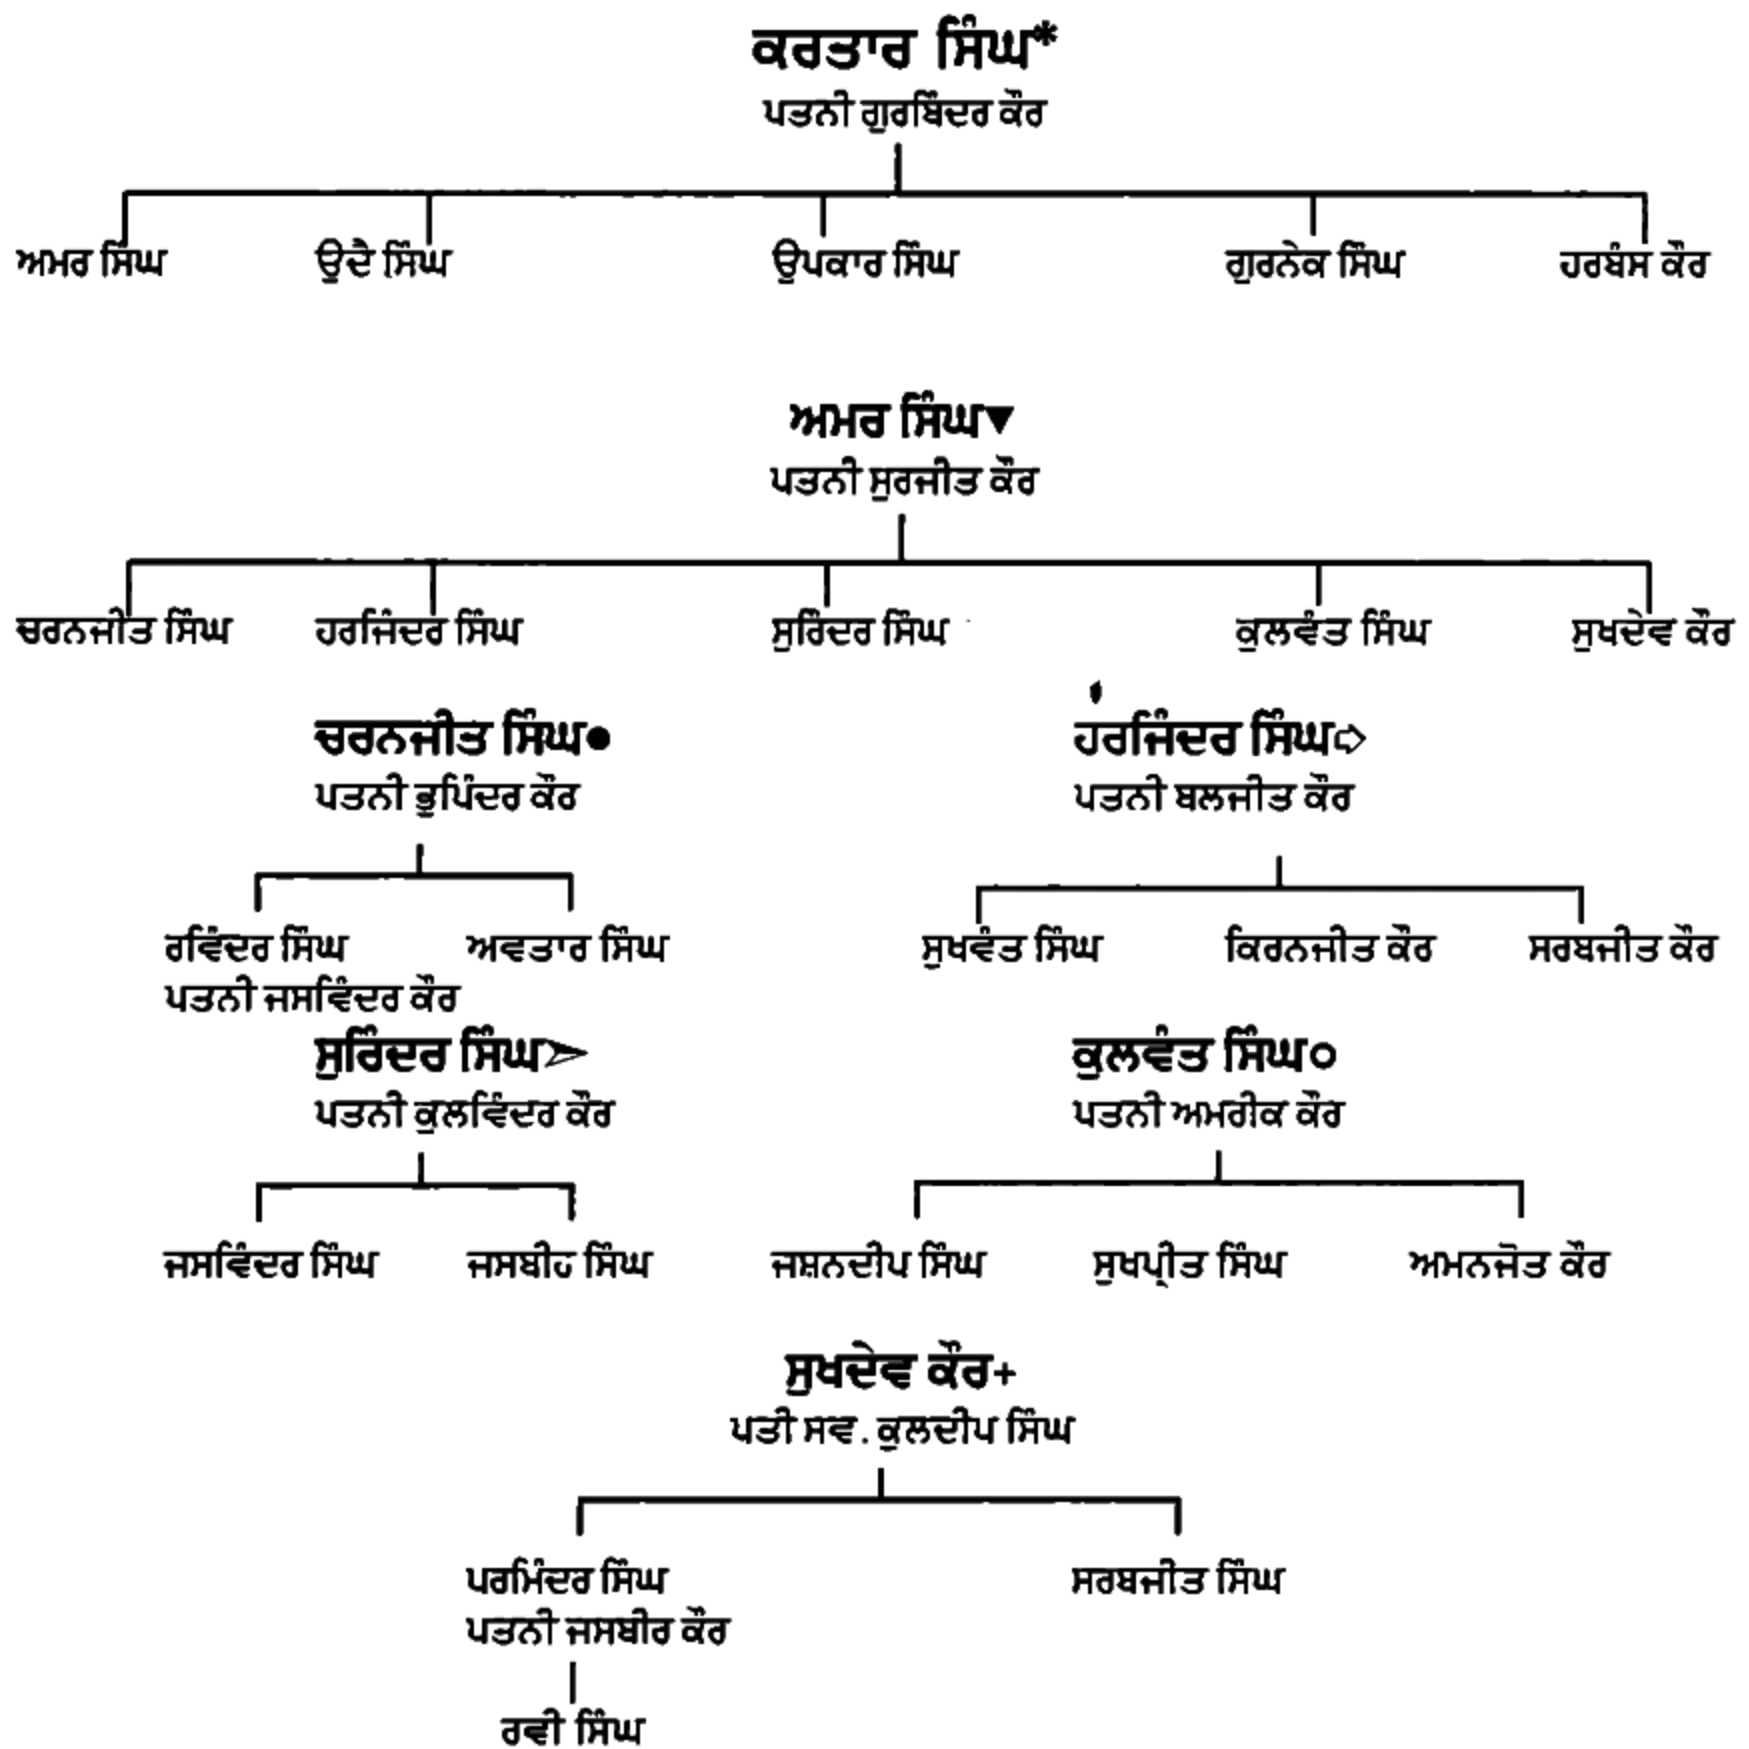 ਕਰਤਾਰ ਸਿੰਘ*
ਪਤਨੀ ਗੁਰਬਿੰਦਰ ਕੌਰ
ਅਮਰ ਸਿੰਘ ਉਦੈ ਸਿੰਘ ਉਪਕਾਰ ਸਿੰਘ ਗੁਰਨੇਕ ਸਿੰਘ ਹਰਬੰਸ ਕੌਰ
ਅਮਰ ਸਿੰਘ▼
ਪਤਨੀ ਸੁਰਜੀਤ ਕੌਰ
ਚਰਨਜੀਤ ਸਿੰਘ ਹਰਜਿੰਦਰ ਸਿੰਘ ਸੁਰਿੰਦਰ ਸਿੰਘ ਕੁਲਵੰਤ ਸਿੰਘ ਸੁਖਦੇਵ ਕੌਰ
ਚਰਨਜੀਤ ਸਿੰਘ● ਹਰਜਿੰਦਰ ਸਿੰਘ➪
ਪਤਨੀ ਭੁਪਿੰਦਰ ਕੌਰ ਪਤਨੀ ਬਲਜੀਤ ਕੌਰ
ਰਵਿੰਦਰ ਸਿੰਘ ਅਵਤਾਰ ਸਿੰਘ ਸੁਖਵੰਤ ਸਿੰਘ ਕਿਰਨਜੀਤ ਕੌਰ ਸਰਬਜੀਤ ਕੌਰ
ਪਤਨੀ ਜਸਵਿੰਦਰ ਕੌਰ
ਸੁਰਿੰਦਰ ਸਿੰਘ➢ ਕੁਲਵੰਤ ਸਿੰਘ○
ਪਤਨੀ ਕੁਲਵਿੰਦਰ ਕੌਰ ਪਤਨੀ ਅਮਰੀਕ ਕੌਰ
ਜਸਵਿੰਦਰ ਸਿੰਘ ਜਸਬੀਹ ਸਿੰਘ ਜਸ਼ਨਦੀਪ ਸਿੰਘ ਸੁਖਪ੍ਰੀਤ ਸਿੰਘ ਅਮਨਜੋਤ ਕੌਰ
ਸੁਖਦੇਵ ਕੌਰ+
ਪਤੀ ਸਵ. ਕੁਲਦੀਪ ਸਿੰਘ
ਪਰਮਿੰਦਰ ਸਿੰਘ ਸਰਬਜੀਤ ਸਿੰਘ
ਪਤਨੀ ਜਸਬੀਰ ਕੌਰ
ਰਵੀ ਸਿੰਘ